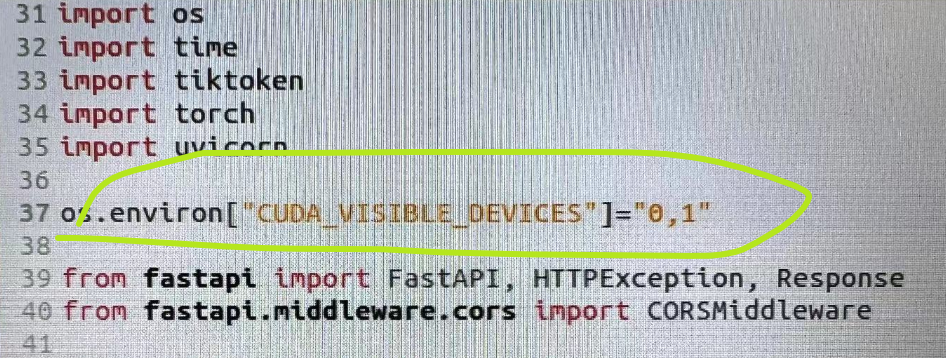 31 import os
32 import time
33 import tiktoken
34 import torch
35 import uvicorn
36
37 os.environ["CUDA_VISIBLE_DEVICES"]="0,1"
38
39 from fastapi import FastAPI, HTTPException, Response
40 from fastapi.middleware.cors import CORSMiddleware
41